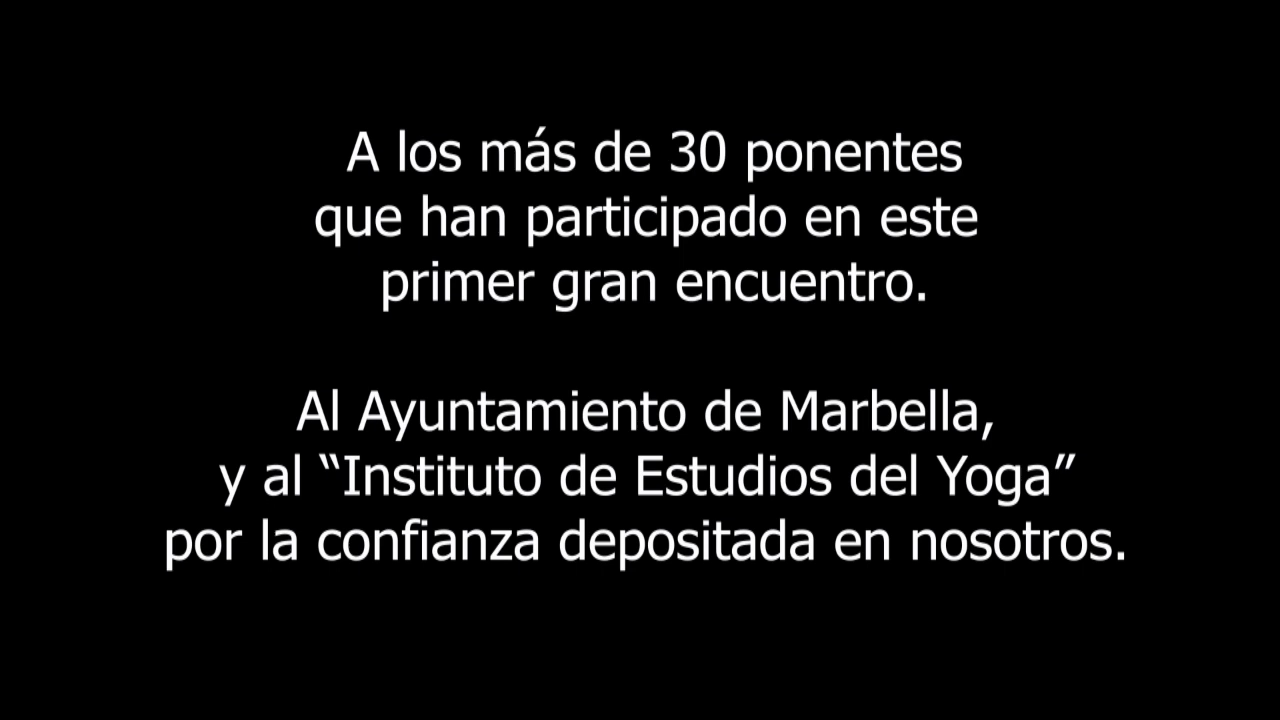 A los más de 30 ponentes
que han participado en este
primer gran encuentro.
Al Ayuntamiento de Marbella,
y al “Instituto de Estudios del Yoga”
por la confianza depositada en nosotros.